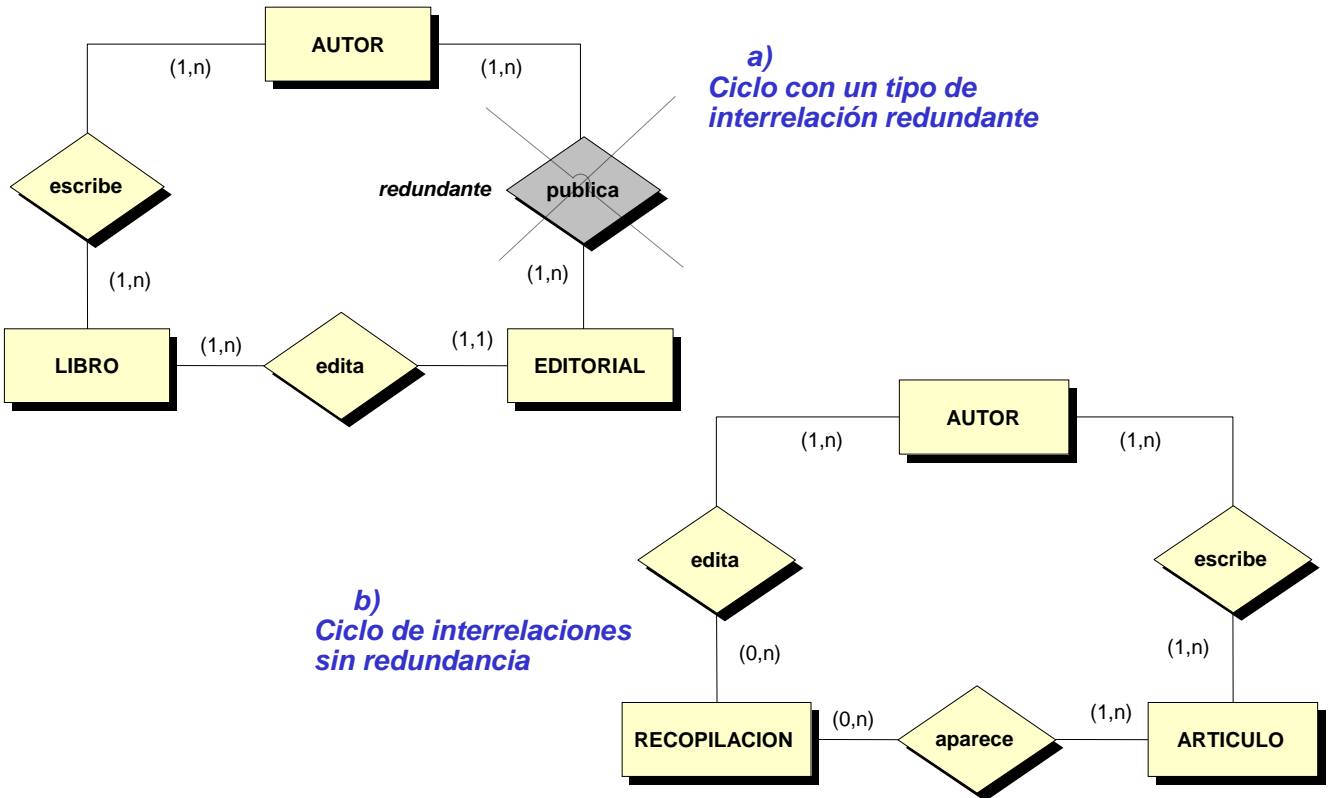 AUTOR
(1,n)
(1,n)
a)
Ciclo con un tipo de
interrelación redundante
escribe
redundante
publica
(1,n)
(1,n)
LIBRO
(1,n)
edita
(1,1)
EDITORIAL
AUTOR
(1,n)
(1,n)
edita
escribe
b)
Ciclo de interrelaciones
sin redundancia
(0,n)
(1,n)
RECOPILACION
(0,n)
aparece
(1,n)
ARTICULO